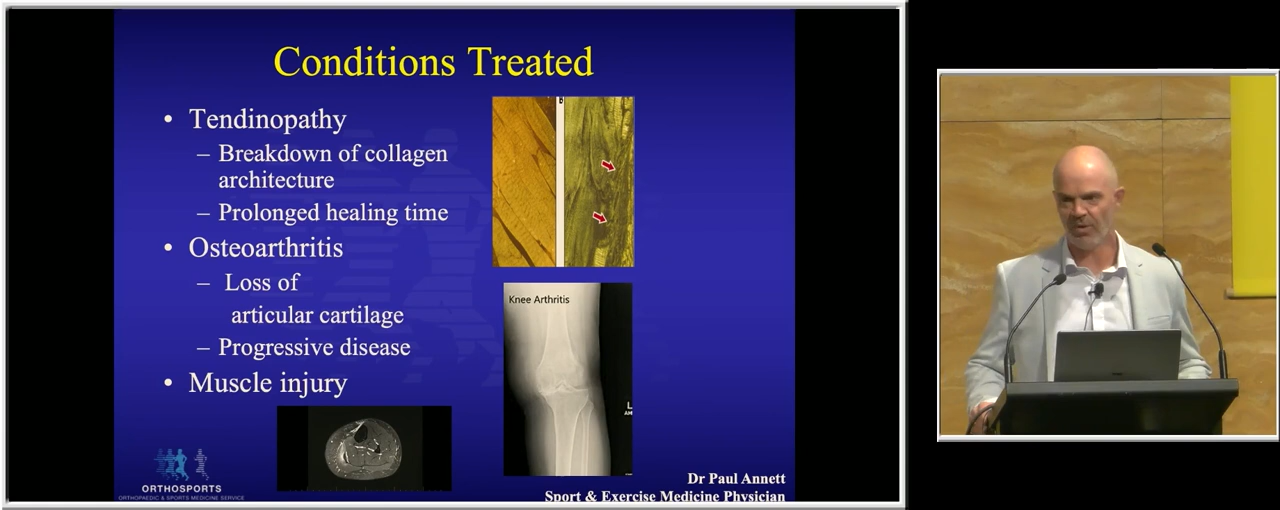 Conditions Treated
• Tendinopathy
– Breakdown of collagen
architecture
– Prolonged healing time
• Osteoarthritis
– Loss of
articular cartilage
– Progressive disease
• Muscle injury
Knee Arthritis
L
AM
ORTHOSPORTS
ORTHOPAEDIC & SPORTS MEDICINE SERVICE
Dr Paul Annett
Sport & Exercise Medicine Physician